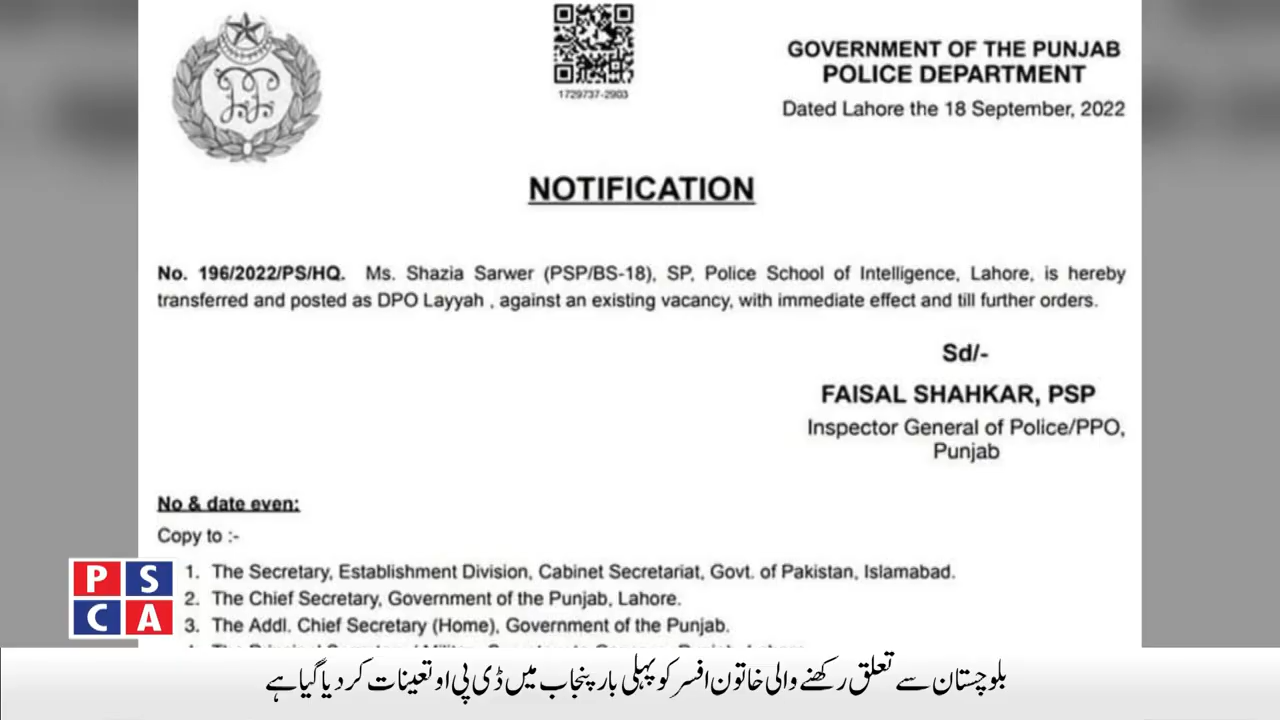 1729737-2903
GOVERNMENT OF THE PUNJAB
POLICE DEPARTMENT
Dated Lahore the 18 September, 2022
NOTIFICATION
No. 196/2022/PS/HQ. Ms. Shazia Sarwer (PSP/BS-18), SP, Police School of Intelligence, Lahore, is hereby
transferred and posted as DPO Layyah , against an existing vacancy, with immediate effect and till further orders.
Sd/-
FAISAL SHAHKAR, PSP
Inspector General of Police/PPO,
Punjab
No & date even:
Copy to :-
1. The Secretary, Establishment Division, Cabinet Secretariat, Govt. of Pakistan, Islamabad.
2. The Chief Secretary, Government of the Punjab, Lahore.
3. The Addl. Chief Secretary (Home), Government of the Punjab.
P S
C A
بلوچستان سے تعلق رکھنے والی خاتون افسر کو پہلی بار پنجاب میں ڈی پی او تعینات کر دیا گیا ہے